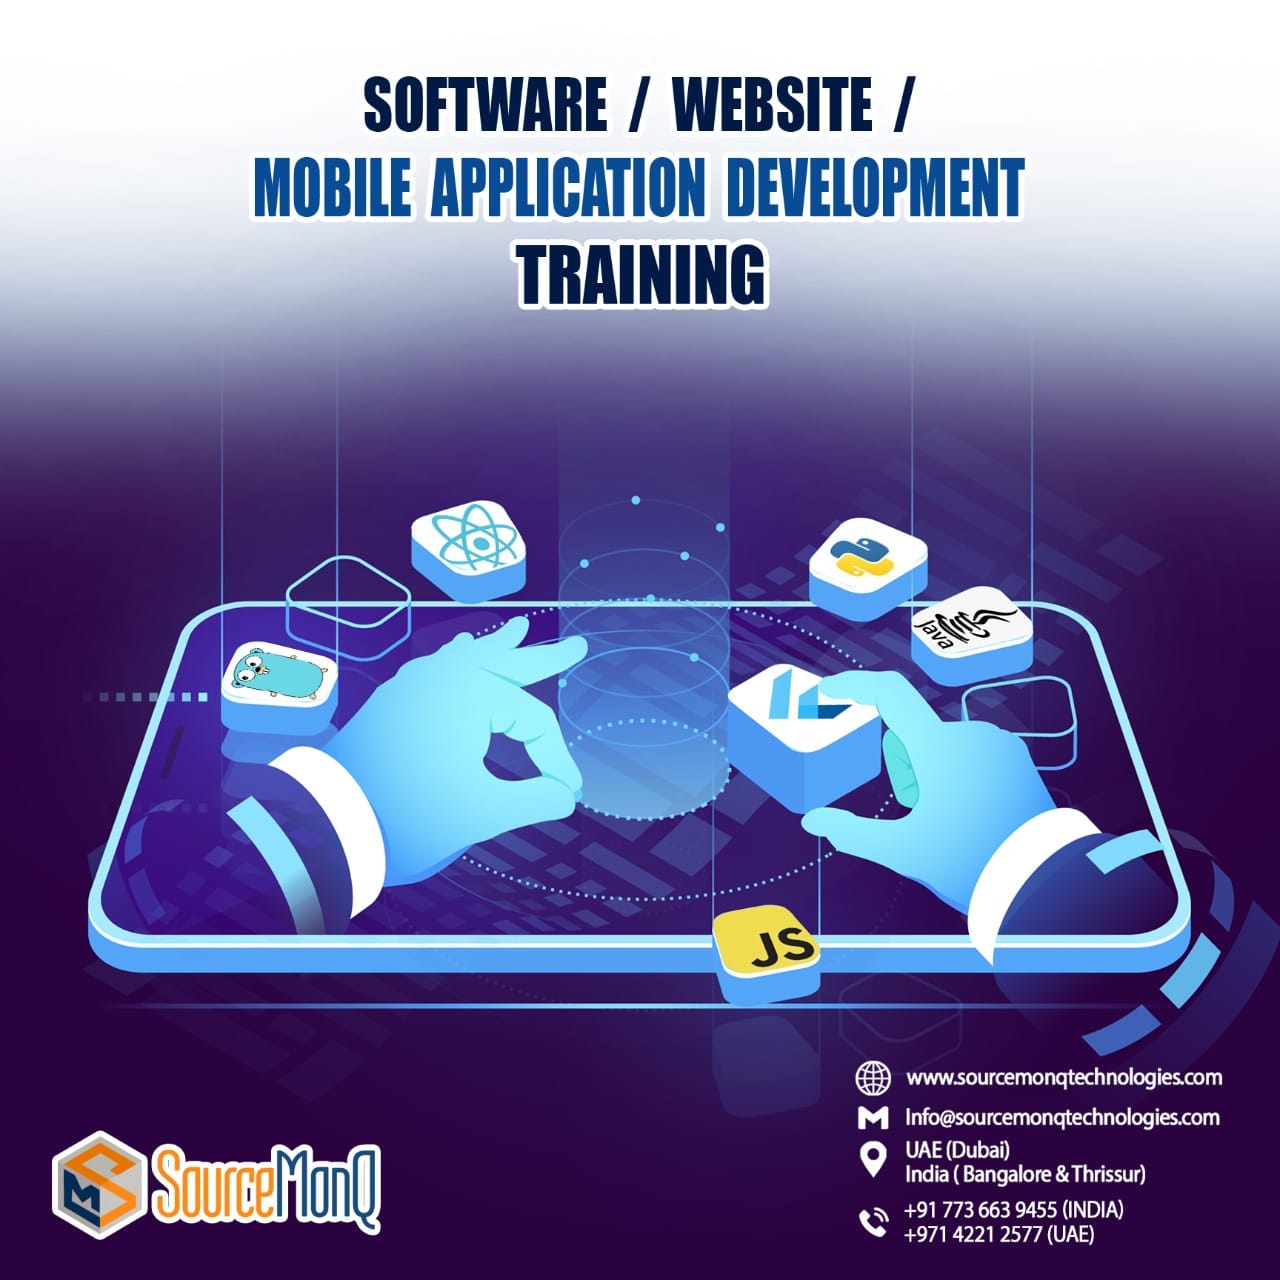 SOFTWARE / WEBSITE /
MOBILE APPLICATION DEVELOPMENT
TRAINING
Java
JS
www.sourcemonqtechnologies.com
Info@sourcemonqtechnologies.com
UAE (Dubai)
India ( Bangalore & Thrissur)
+91 773 663 9455 (INDIA)
+971 4221 2577 (UAE)
SourceMonQ